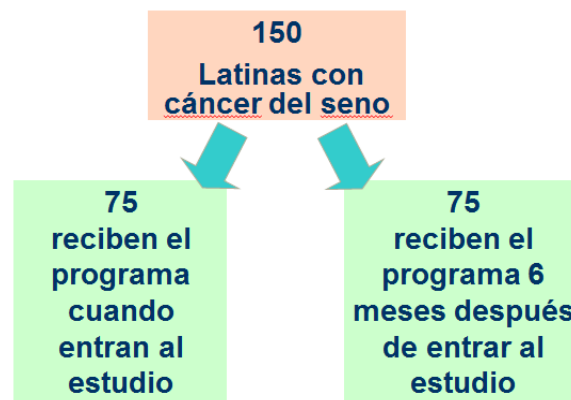 150
Latinas con
cáncer del seno
75
reciben el
programa
cuando
entran al
estudio
75
reciben el
programa 6
meses después
de entrar al
estudio